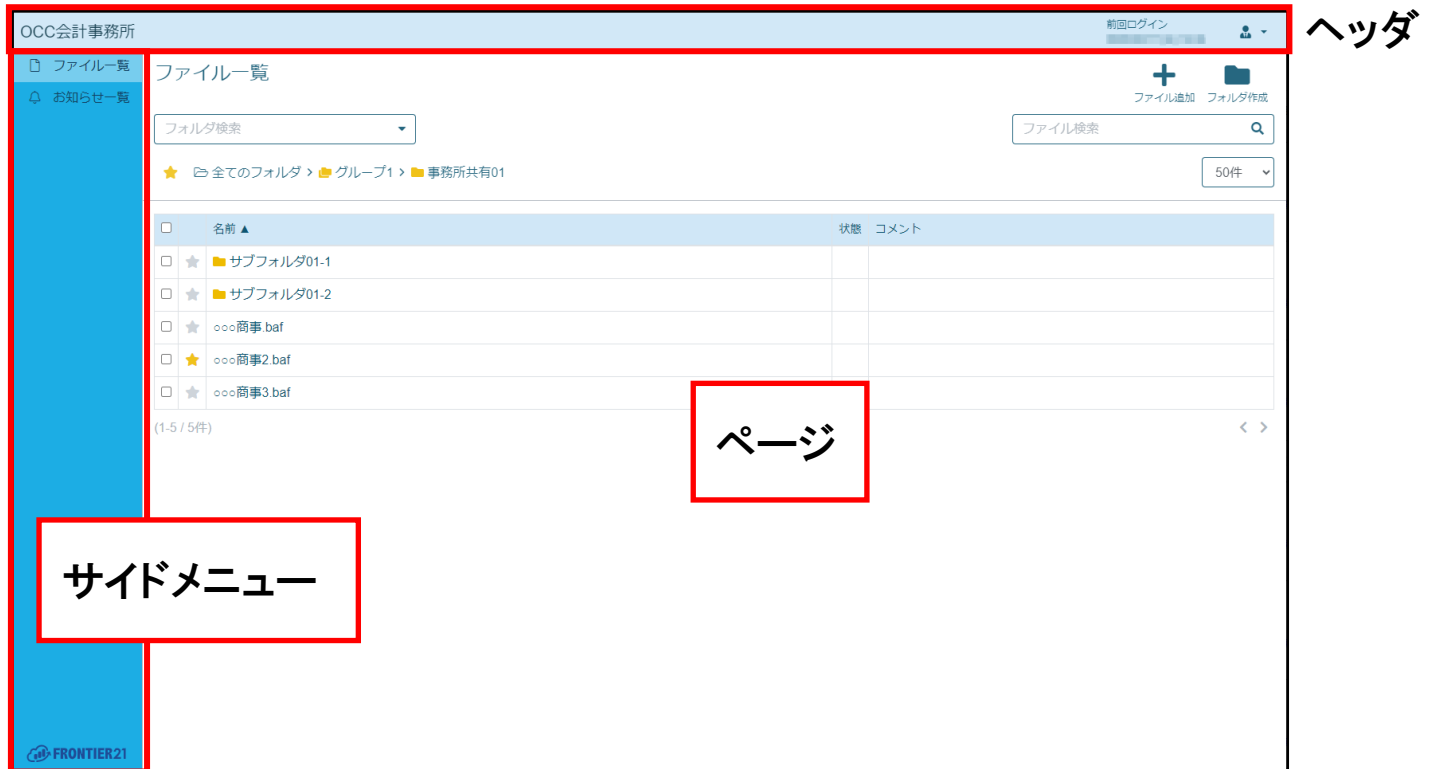 OCC会計事務所
前回ログイン
ヘッダ
ファイル一覧
お知らせ一覧
ファイル一覧
ファイル追加 フォルダ作成
フォルダ検索
ファイル検索
全てのフォルダ > グループ1 > 事務所共有01
50件
名前▲ 状態 コメント
サブフォルダ01-1
サブフォルダ01-2
○○○商事.baf
○○○商事2.baf
○○○商事3.baf
(1-5 / 5件)
< >
ページ
サイドメニュー
FRONTIER21